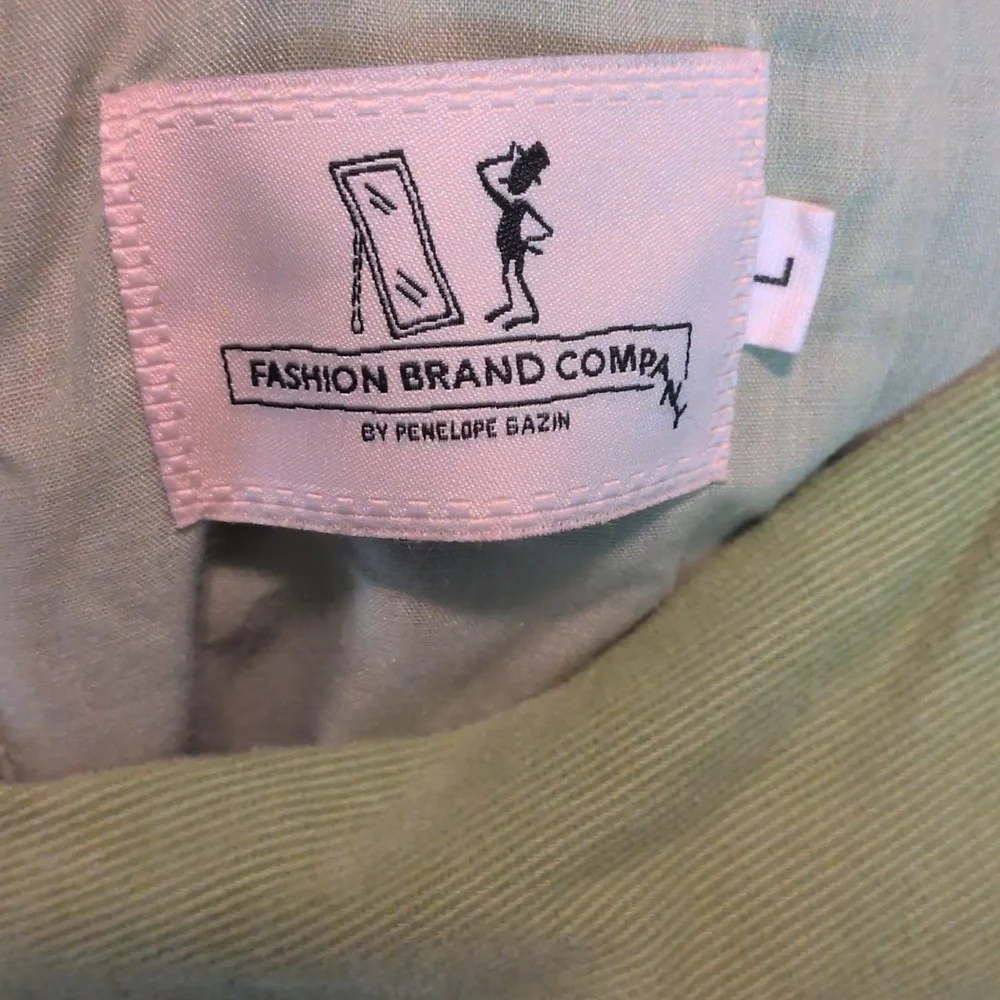 FASHION BRAND COMPANY
BY PENELOPE GAZIN
L